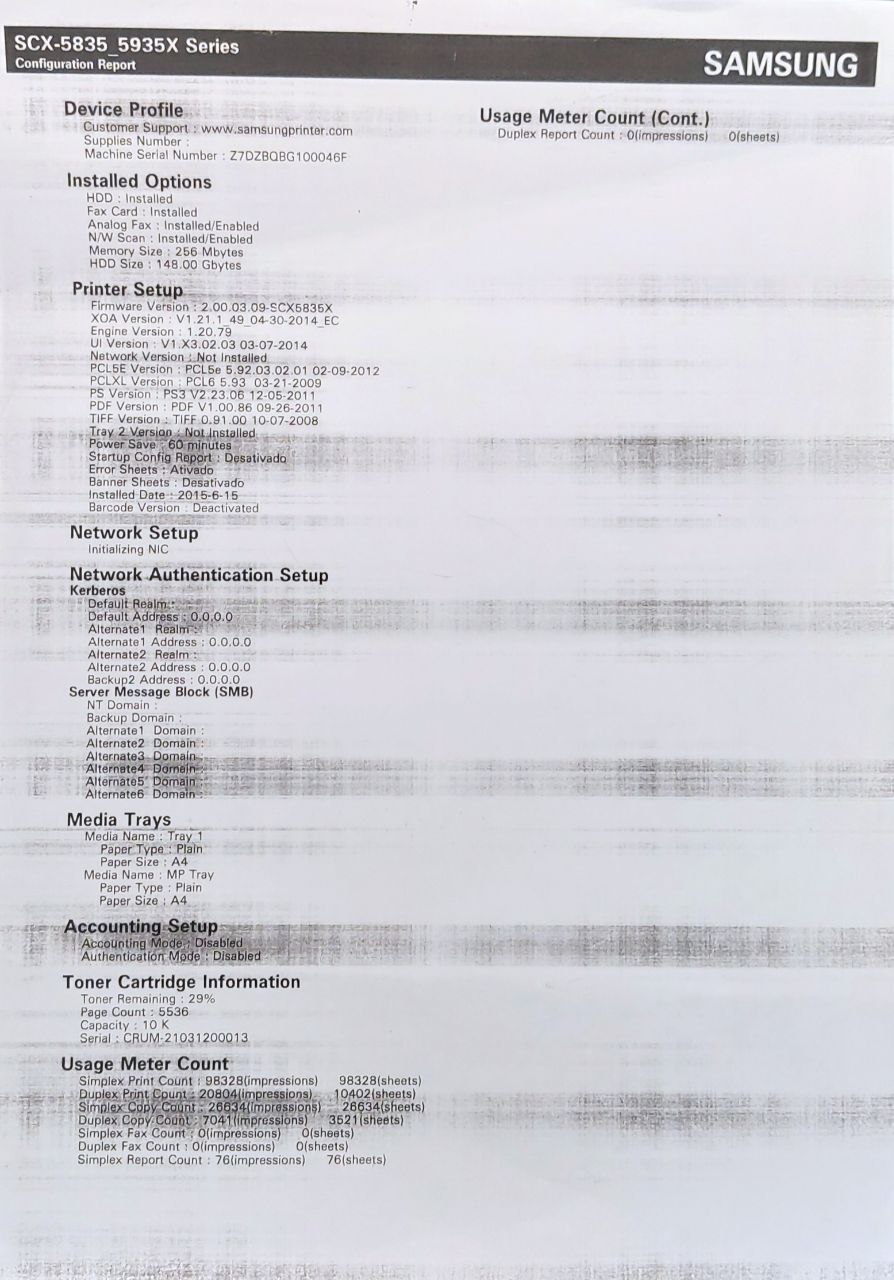 SCX-5835_5935X Series
Configuration Report
SAMSUNG
Device Profile
Customer Support : www.samsungprinter.com
Supplies Number :
Machine Serial Number : Z7DZBQBG100046F
Installed Options
HDD : Installed
Fax Card : Installed
Analog Fax : Installed/Enabled
N/W Scan : Installed/Enabled
Memory Size : 256 Mbytes
HDD Size : 148.00 Gbytes
Printer Setup
Firmware Version : 2.00.03.09-SCX5835X
XOA Version : V1.21.1_49_04-30-2014_EC
Engine Version : 1.20.79
UI Version : V1.X3.02.03 03-07-2014
Network Version : Not Installed
PCL5E Version : PCL5e 5.92.03.02.01 02-09-2012
PCLXL Version : PCL6 5.93 03-21-2009
PS Version : PS3 V2.23.06 12-05-2011
PDF Version : PDF V1.00.86 09-26-2011
TIFF Version : TIFF 0.91.00 10-07-2008
Tray 2 Version : Not Installed
Power Save : 60 minutes
Startup Config Report : Desativado
Error Sheets : Ativado
Banner Sheets : Desativado
Installed Date : 2015-6-15
Barcode Version : Deactivated
Network Setup
Initializing NIC
Network Authentication Setup
Kerberos
Default Realm :
Default Address : 0.0.0.0
Alternate1 Realm :
Alternate1 Address : 0.0.0.0
Alternate2 Realm :
Alternate2 Address : 0.0.0.0
Backup2 Address : 0.0.0.0
Server Message Block (SMB)
NT Domain :
Backup Domain :
Alternate1 Domain :
Alternate2 Domain :
Alternate3 Domain :
Alternate4 Domain :
Alternate5 Domain :
Alternate6 Domain :
Media Trays
Media Name : Tray 1
Paper Type : Plain
Paper Size : A4
Media Name : MP Tray
Paper Type : Plain
Paper Size : A4
Accounting Setup
Accounting Mode : Disabled
Authentication Mode : Disabled
Toner Cartridge Information
Toner Remaining : 29%
Page Count : 5536
Capacity : 10 K
Serial : CRUM-21031200013
Usage Meter Count
Simplex Print Count : 98328(impressions) 98328(sheets)
Duplex Print Count : 20804(impressions) 10402(sheets)
Simplex Copy Count : 26634(impressions) 26634(sheets)
Duplex Copy Count : 7041(impressions) 3521(sheets)
Simplex Fax Count : 0(impressions) 0(sheets)
Duplex Fax Count : 0(impressions) 0(sheets)
Simplex Report Count : 76(impressions) 76(sheets)
Usage Meter Count (Cont.)
Duplex Report Count : 0(impressions) 0(sheets)